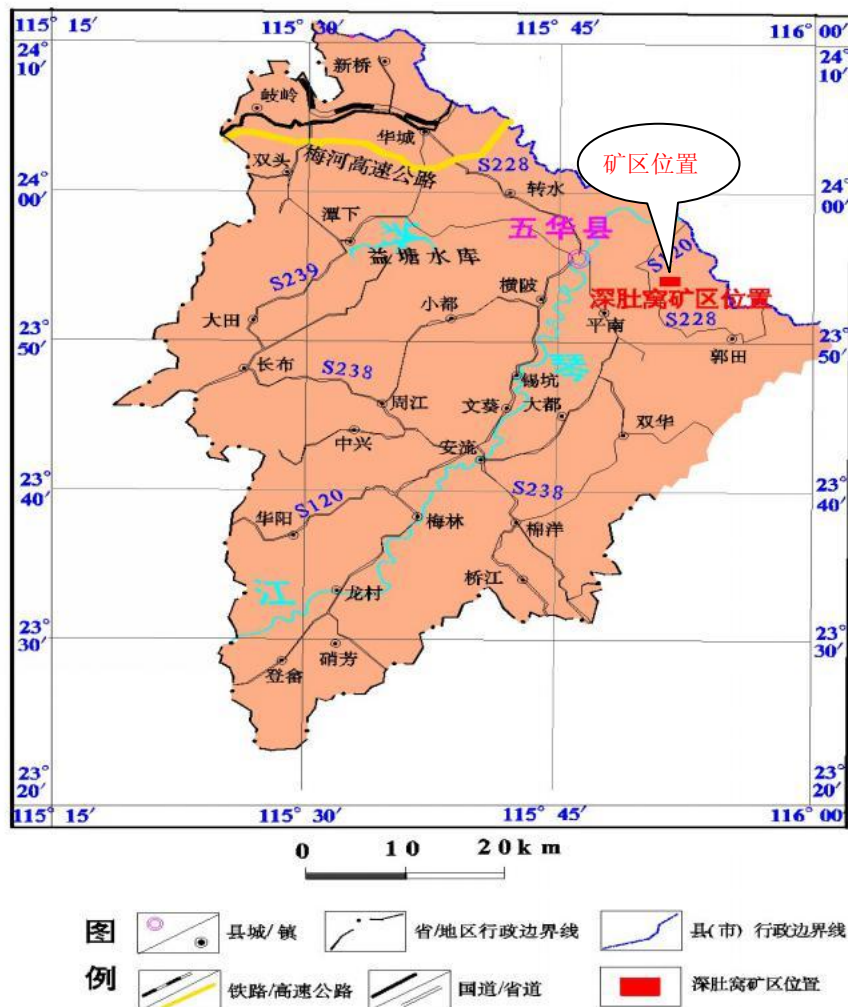 115° 15′
115° 30′
115° 45′
116° 00′
24°
10′
24°
10′
新桥
岐岭
华城
双头
梅河高速公路
S228
转水
矿区位置
24°
00′
24°
00′
潭下
五华县
益塘水库
S239
S120
横陂
小都
深肚窝矿区位置
大田
平南
S228
23°
50′
23°
50′
郭田
长布
S238
锡坑
琴
周江
文葵
大都
双华
中兴
安流
23°
40′
23°
40′
S120
S238
华阳
梅林
棉洋
桥江
江
龙村
23°
30′
23°
30′
硝芳
登畲
23°
20′
23°
20′
115° 15′
115° 30′
115° 45′
116° 00′
0 10 20km
图
例
县城/镇
省/地区行政边界线
县(市) 行政边界线
铁路/高速公路
国道/省道
深肚窝矿区位置